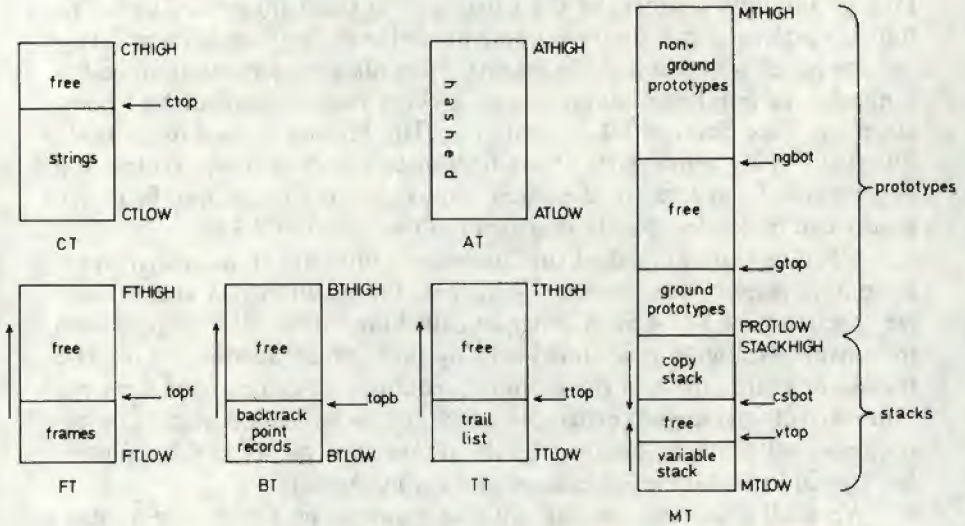 CTHIGH
free
ctop
strings
CTLOW
CT
ATHIGH
hashed
ATLOW
AT
MTHIGH
non-
ground
prototypes
ngbot
free
gtop
ground
prototypes
PROTLOW
prototypes
STACKHIGH
copy
stack
csbot
free
vtop
variable
stack
MTLOW
stacks
MT
FTHIGH
free
topf
frames
FTLOW
FT
BTHIGH
free
topb
backtrack
point
records
BTLOW
BT
TTHIGH
free
ttop
trail
list
TTLOW
TT